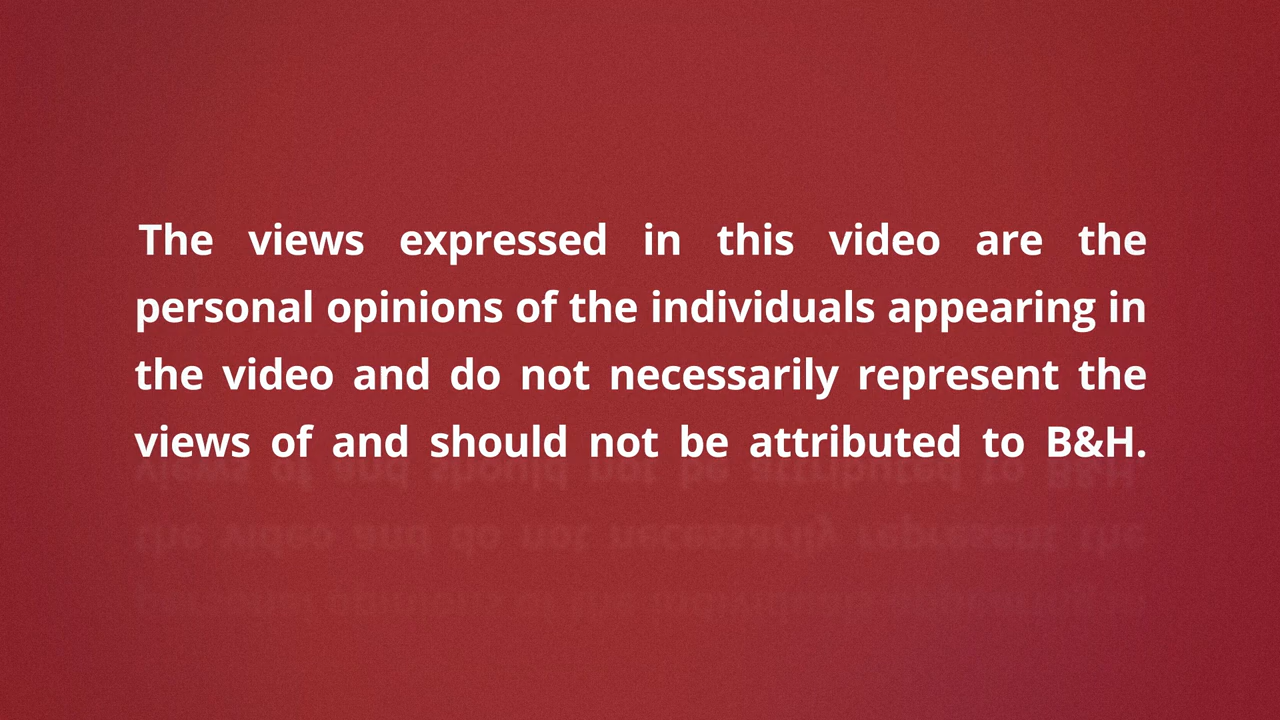 The views expressed in this video are the
personal opinions of the individuals appearing in
the video and do not necessarily represent the
views of and should not be attributed to B&H.